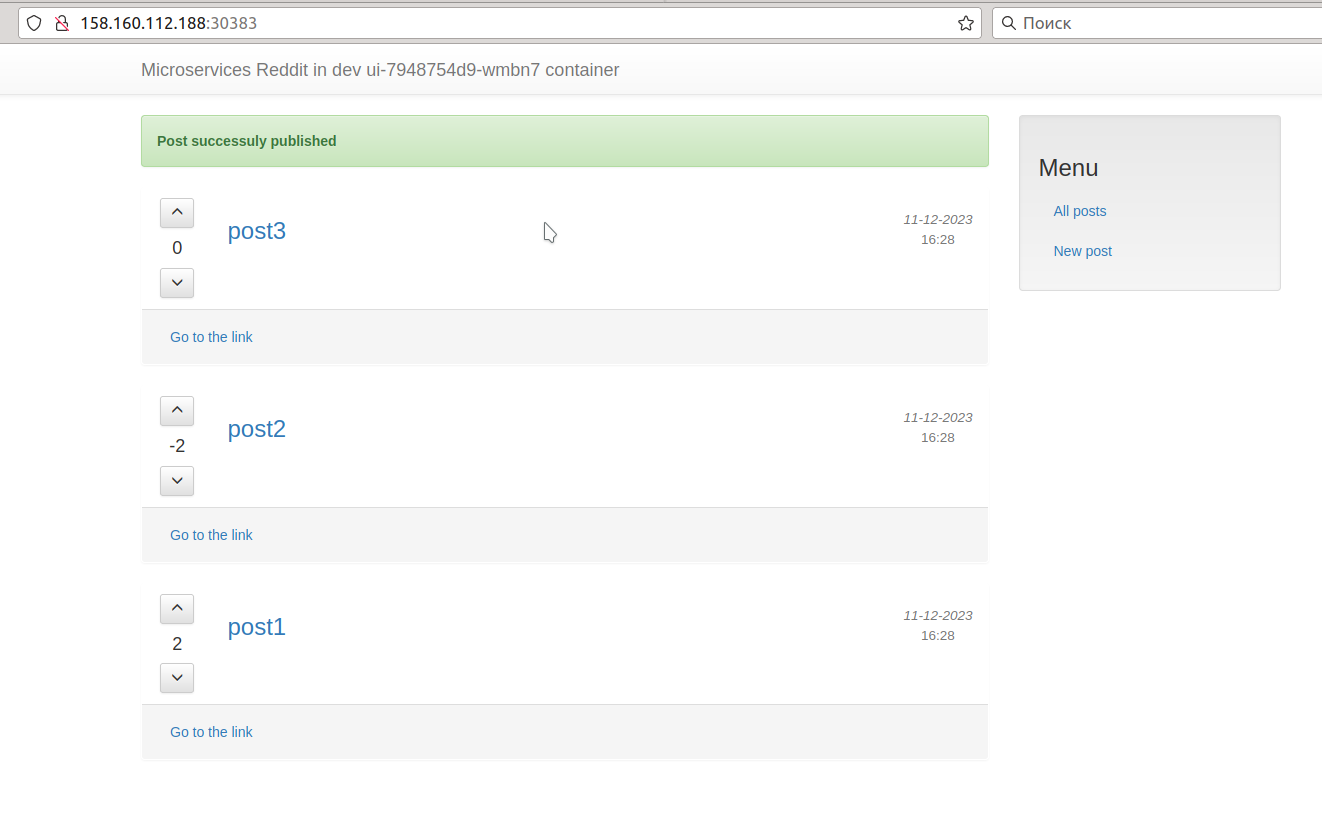 158.160.112.188:30383
Поиск
Microservices Reddit in dev ui-7948754d9-wmbn7 container
Post successuly published
Menu
All posts
New post
post3
11-12-2023
16:28
0
Go to the link
post2
11-12-2023
16:28
-2
Go to the link
post1
11-12-2023
16:28
2
Go to the link